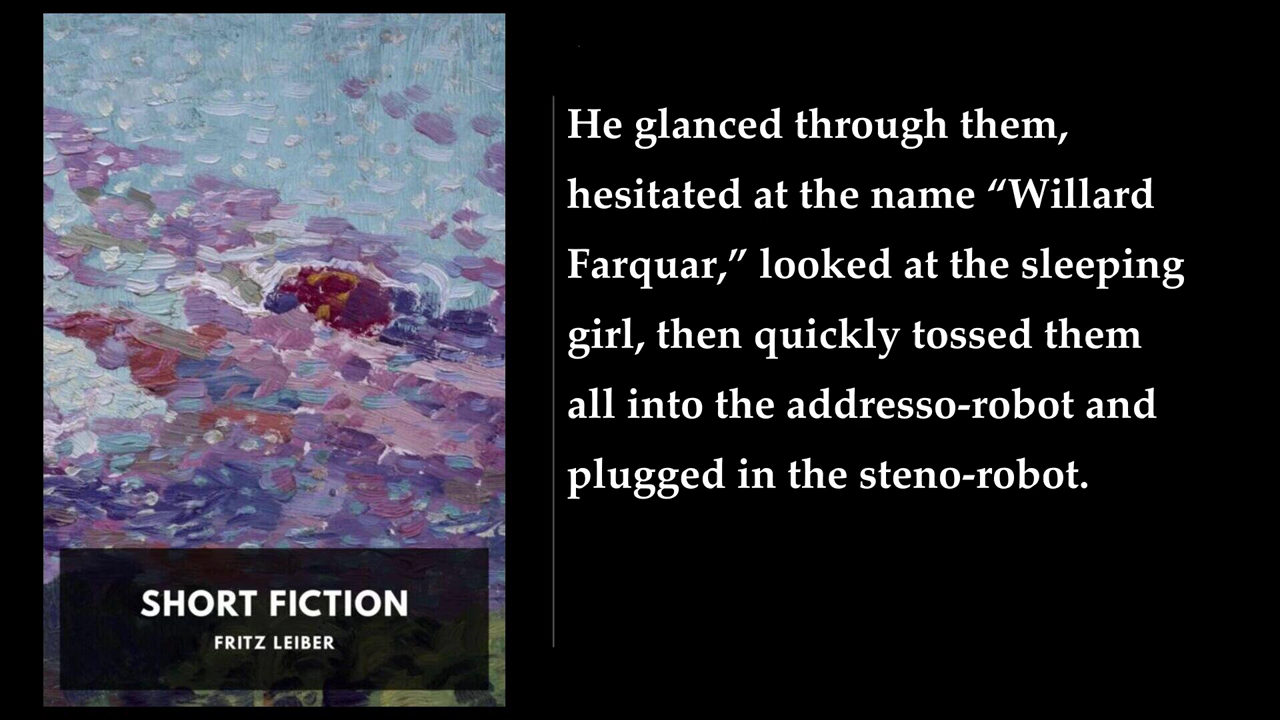 SHORT FICTION
FRITZ LEIBER
He glanced through them,
hesitated at the name “Willard
Farquar,” looked at the sleeping
girl, then quickly tossed them
all into the addresso-robot and
plugged in the steno-robot.